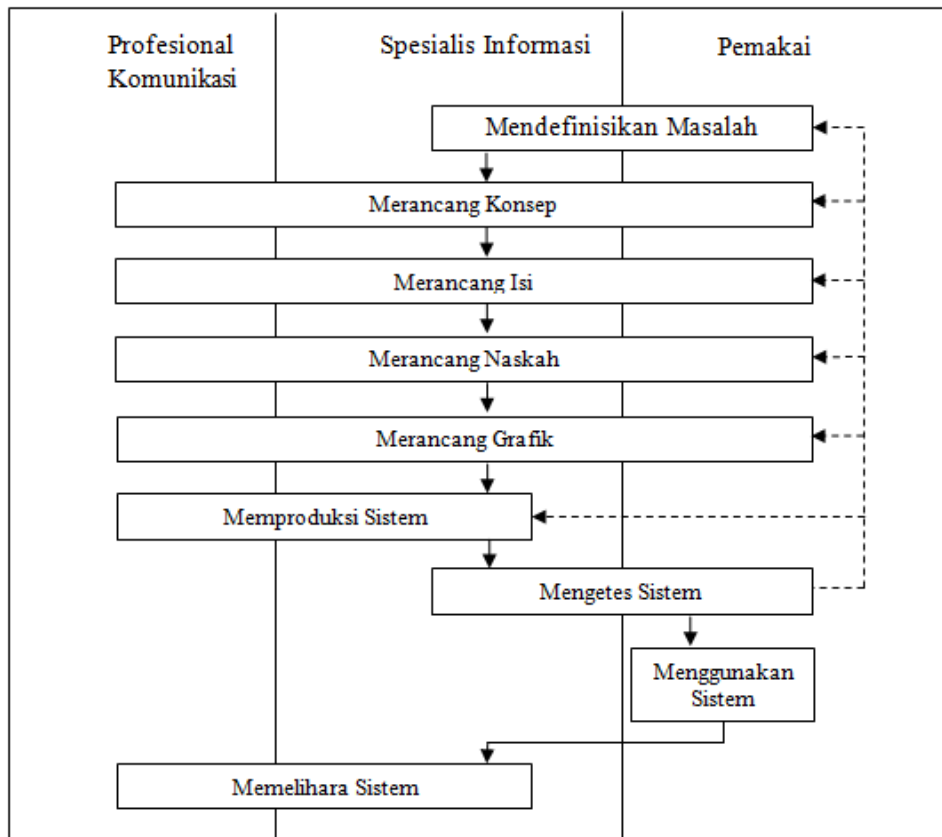 Profesional
Komunikasi
Spesialis Informasi
Pemakai
Mendefinisikan Masalah
Merancang Konsep
Merancang Isi
Merancang Naskah
Merancang Grafik
Memproduksi Sistem
Mengetes Sistem
Menggunakan
Sistem
Memelihara Sistem